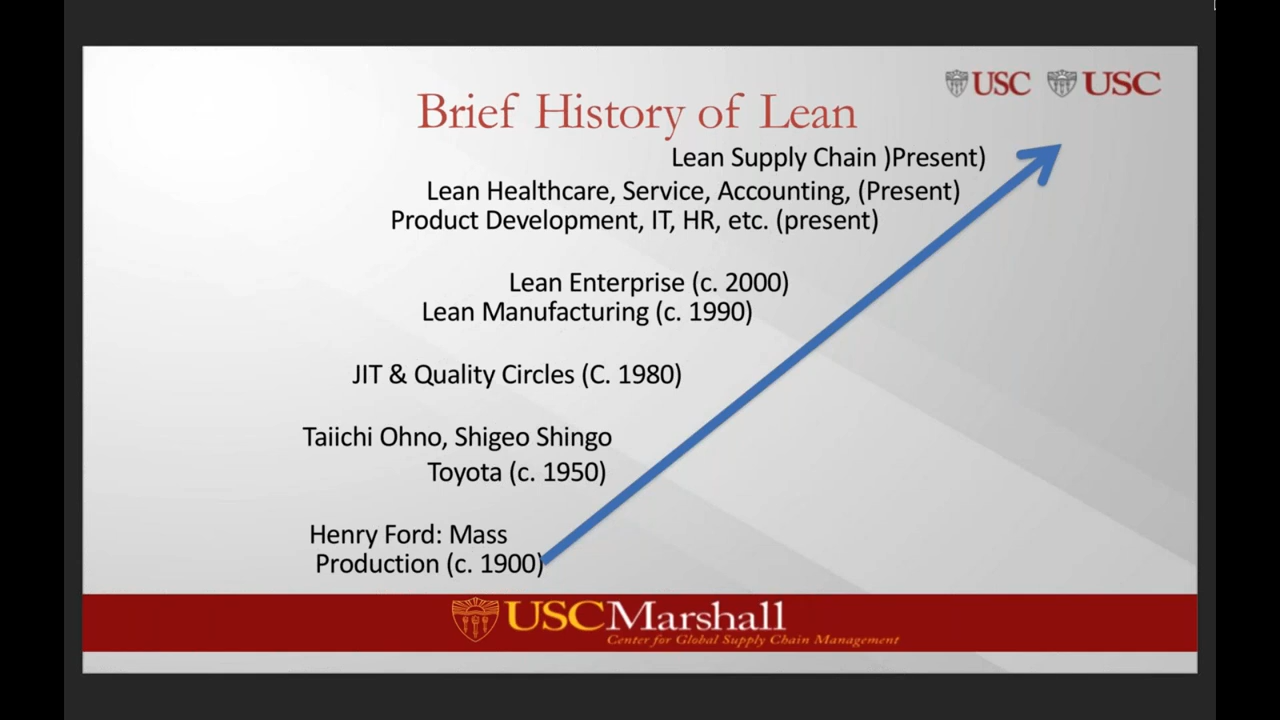 USC USC
Brief History of Lean
Lean Supply Chain )Present)
Lean Healthcare, Service, Accounting, (Present)
Product Development, IT, HR, etc. (present)
Lean Enterprise (c. 2000)
Lean Manufacturing (c. 1990)
JIT & Quality Circles (C. 1980)
Taiichi Ohno, Shigeo Shingo
Toyota (c. 1950)
Henry Ford: Mass
Production (c. 1900)
USCMarshall
Center for Global Supply Chain Management